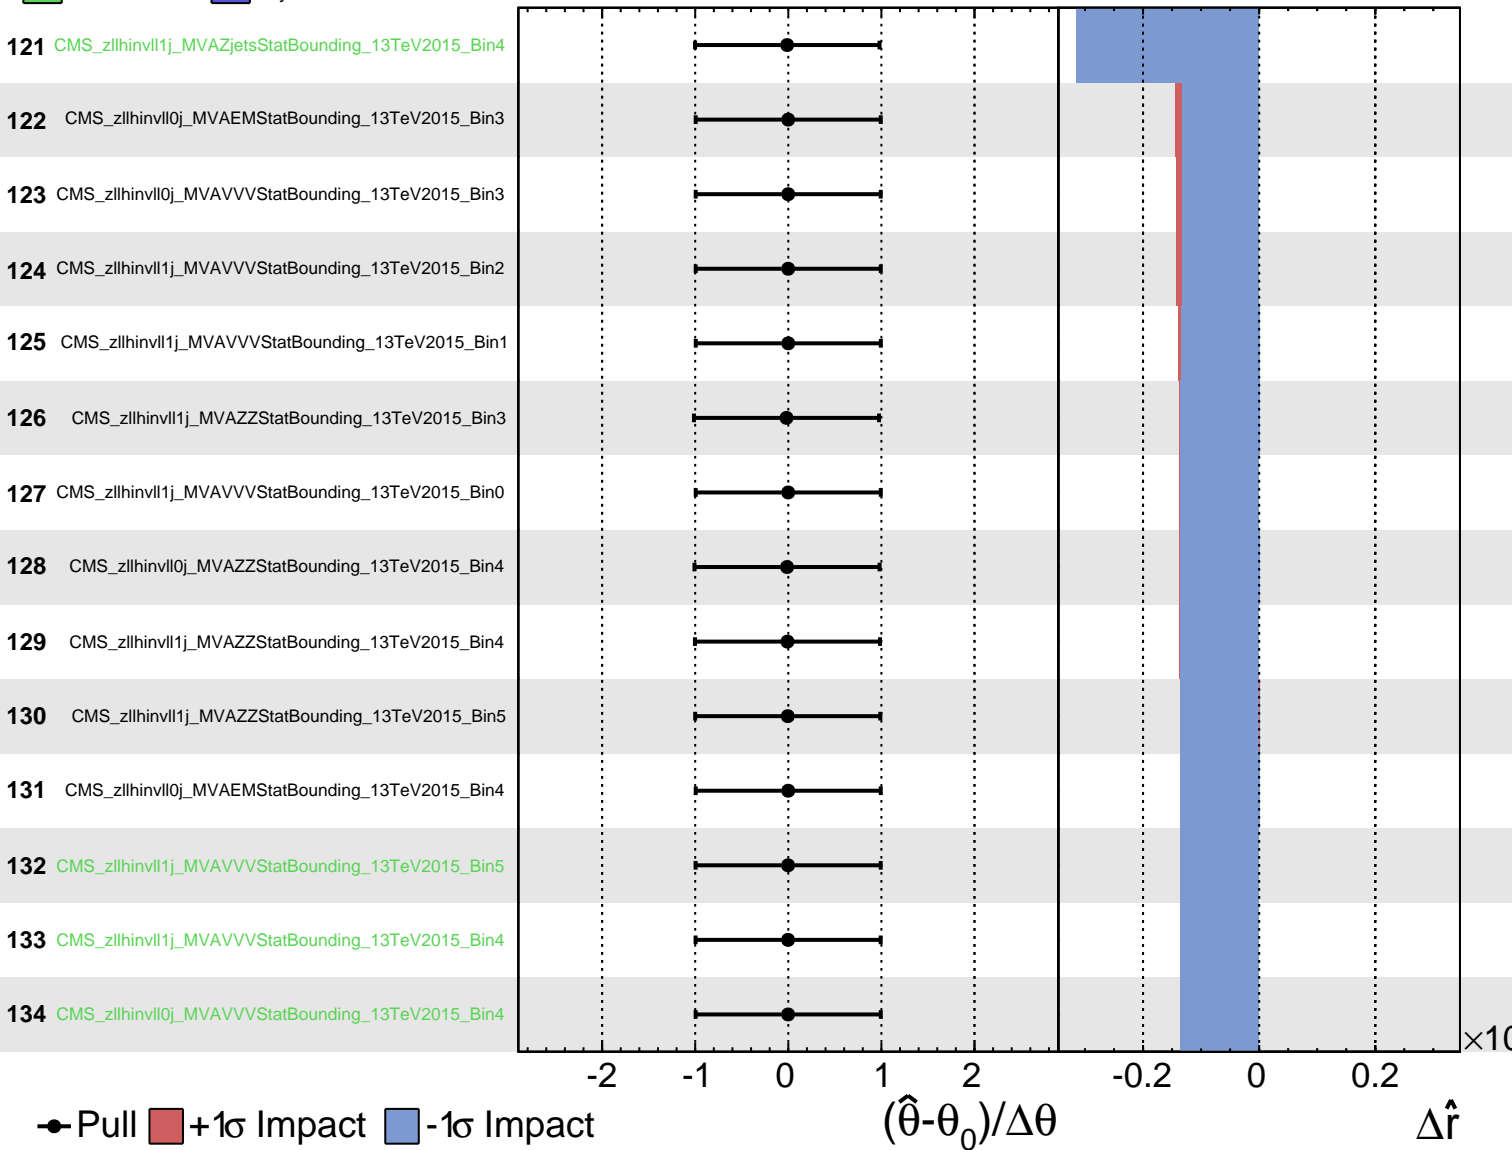 121 CMS_zllhinvll1j_MVAZjetsStatBounding_13TeV2015_Bin4
122 CMS_zllhinvll0j_MVAEMStatBounding_13TeV2015_Bin3
123 CMS_zllhinvll0j_MVAVVVStatBounding_13TeV2015_Bin3
124 CMS_zllhinvll1j_MVAVVVStatBounding_13TeV2015_Bin2
125 CMS_zllhinvll1j_MVAVVVStatBounding_13TeV2015_Bin1
126 CMS_zllhinvll1j_MVAZZStatBounding_13TeV2015_Bin3
127 CMS_zllhinvll1j_MVAVVVStatBounding_13TeV2015_Bin0
128 CMS_zllhinvll0j_MVAZZStatBounding_13TeV2015_Bin4
129 CMS_zllhinvll1j_MVAZZStatBounding_13TeV2015_Bin4
130 CMS_zllhinvll1j_MVAZZStatBounding_13TeV2015_Bin5
131 CMS_zllhinvll0j_MVAEMStatBounding_13TeV2015_Bin4
132 CMS_zllhinvll1j_MVAVVVStatBounding_13TeV2015_Bin5
133 CMS_zllhinvll1j_MVAVVVStatBounding_13TeV2015_Bin4
134 CMS_zllhinvll0j_MVAVVVStatBounding_13TeV2015_Bin4
×10
-2 -1 0 1 2 -0.2 0 0.2
Pull +1σ Impact -1σ Impact (θ̂-θ₀)/Δθ Δr̂